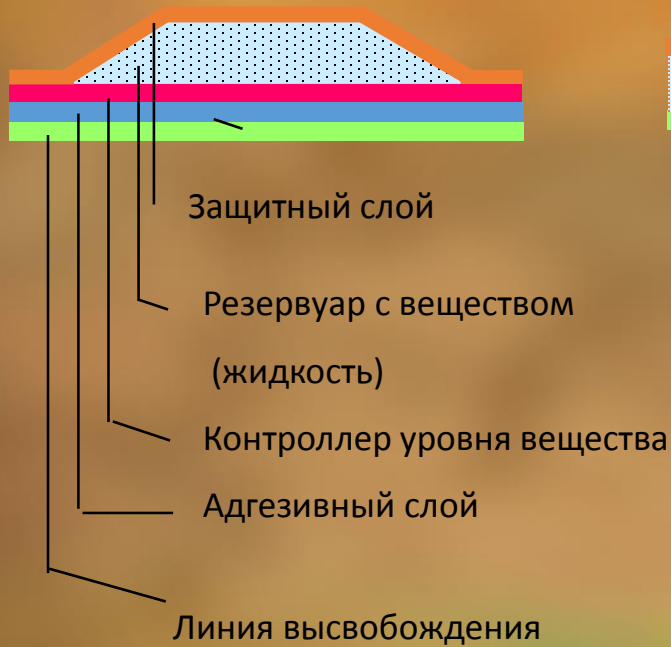 Защитный слой
Резервуар с веществом
(жидкость)
Контроллер уровня вещества
Адгезивный слой
Линия высвобождения